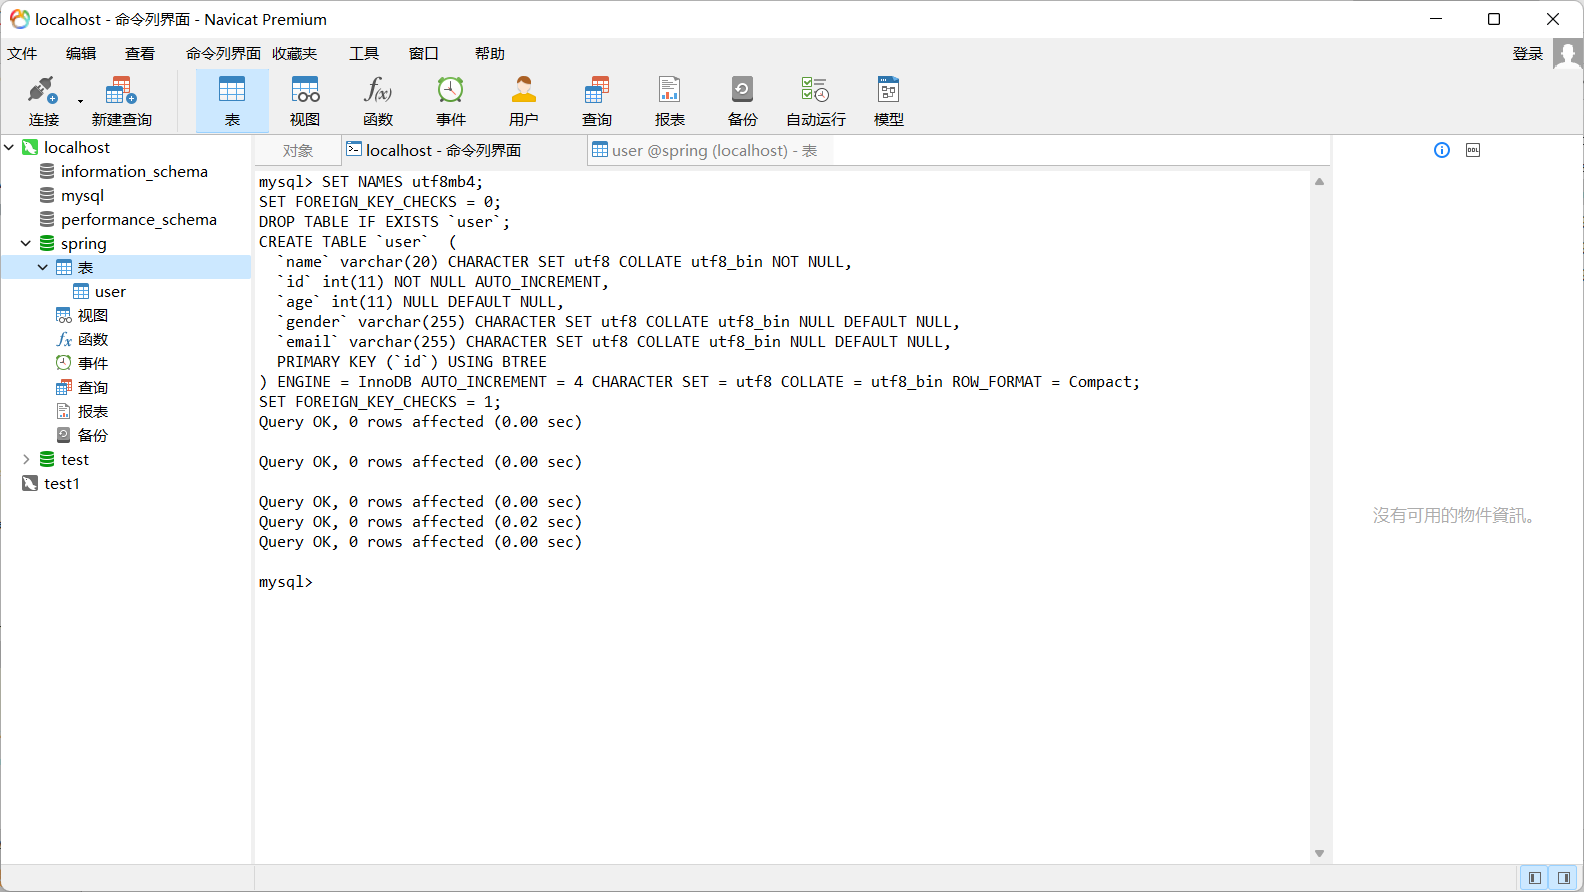 localhost - 命令列界面 - Navicat Premium
文件 编辑 查看 命令列界面 收藏夹 工具 窗口 帮助 登录
连接 新建查询 表 视图 函数 事件 用户 查询 报表 备份 自动运行 模型
localhost
information_schema
mysql
performance_schema
spring
表
user
视图
函数
事件
查询
报表
备份
test
test1
对象 localhost - 命令列界面 user @spring (localhost) - 表
mysql> SET NAMES utf8mb4;
SET FOREIGN_KEY_CHECKS = 0;
DROP TABLE IF EXISTS `user`;
CREATE TABLE `user`  (
  `name` varchar(20) CHARACTER SET utf8 COLLATE utf8_bin NOT NULL,
  `id` int(11) NOT NULL AUTO_INCREMENT,
  `age` int(11) NULL DEFAULT NULL,
  `gender` varchar(255) CHARACTER SET utf8 COLLATE utf8_bin NULL DEFAULT NULL,
  `email` varchar(255) CHARACTER SET utf8 COLLATE utf8_bin NULL DEFAULT NULL,
  PRIMARY KEY (`id`) USING BTREE
) ENGINE = InnoDB AUTO_INCREMENT = 4 CHARACTER SET = utf8 COLLATE = utf8_bin ROW_FORMAT = Compact;
SET FOREIGN_KEY_CHECKS = 1;
Query OK, 0 rows affected (0.00 sec)
Query OK, 0 rows affected (0.00 sec)
Query OK, 0 rows affected (0.00 sec)
Query OK, 0 rows affected (0.02 sec)
Query OK, 0 rows affected (0.00 sec)
mysql>
DDL
沒有可用的物件資訊。